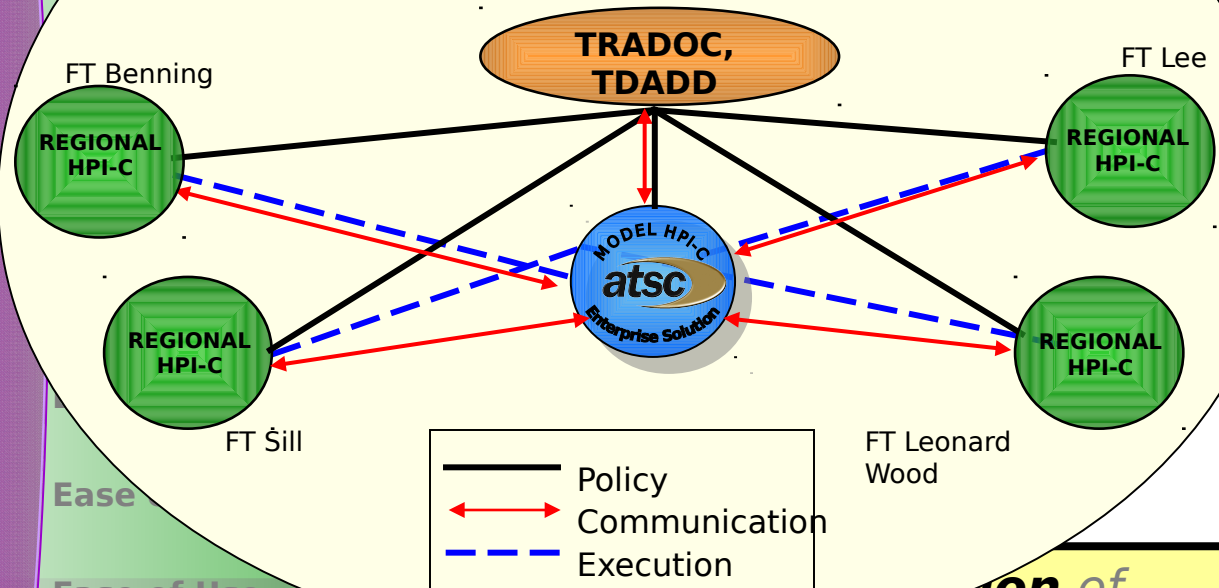 TRADOC,
TDADD
FT Benning
FT Lee
REGIONAL
HPI-C
REGIONAL
HPI-C
MODEL HPI-C
atsc
Enterprise Solution
REGIONAL
HPI-C
REGIONAL
HPI-C
FT Sill
FT Leonard
Wood
Policy
Communication
Execution
Ease
of